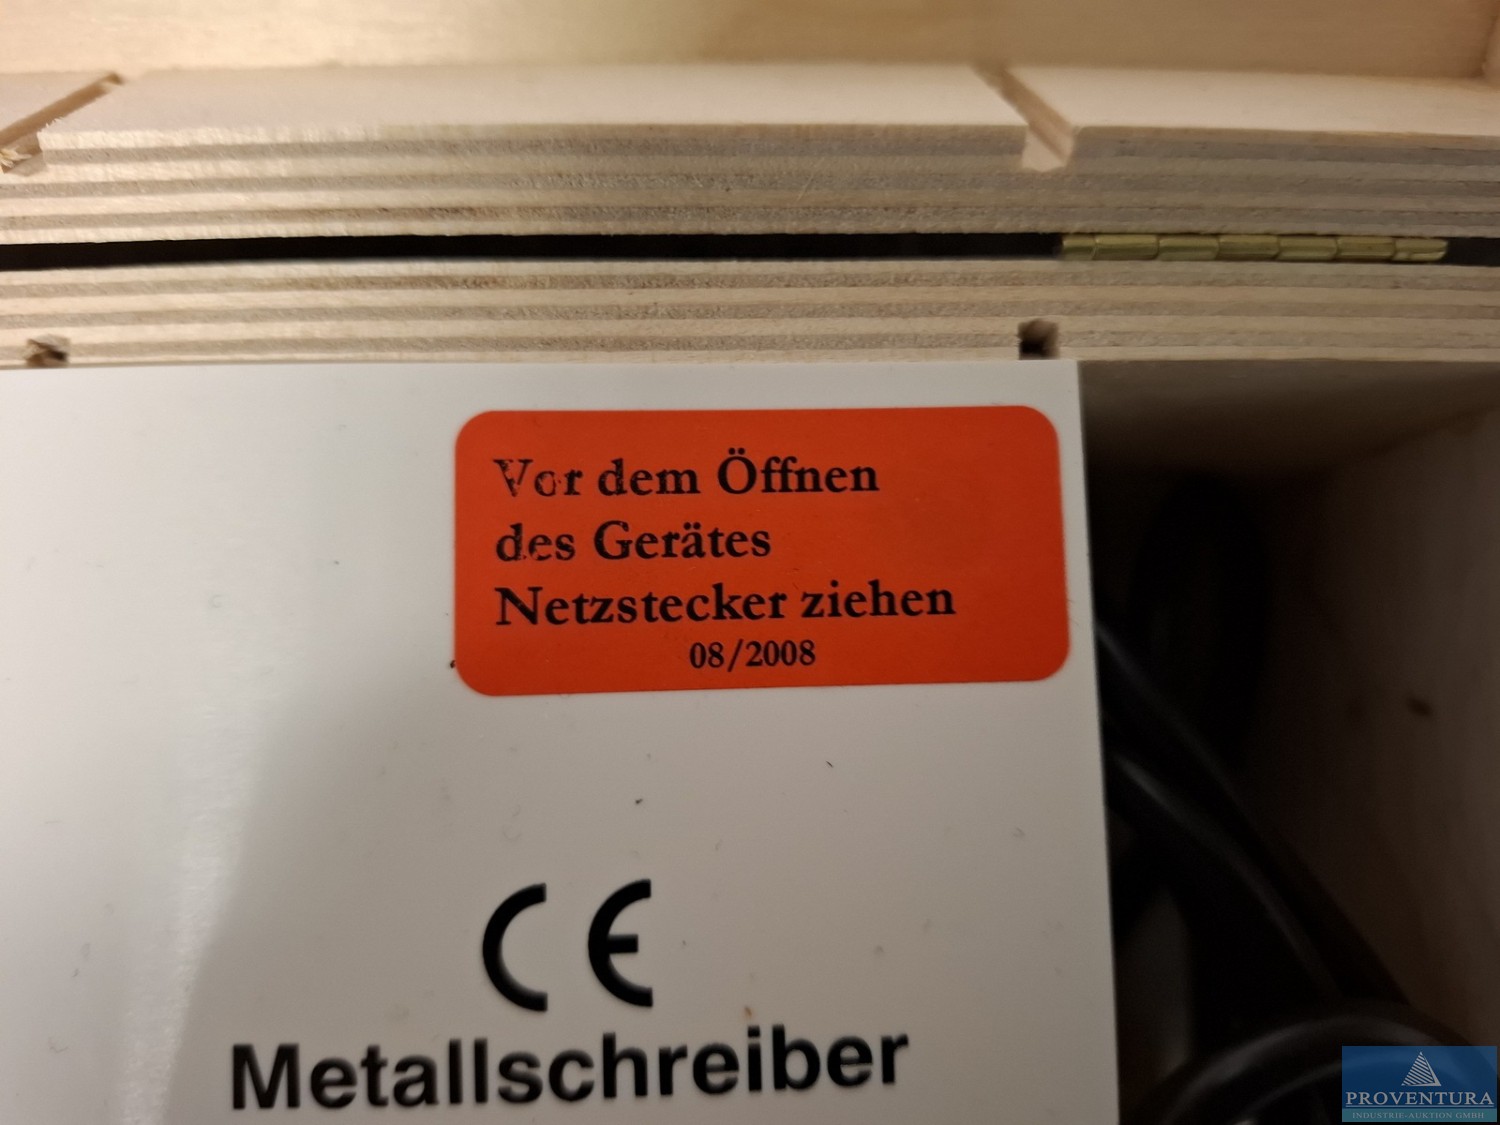 Vor dem Öffnen
des Gerätes
Netzstecker ziehen
08/2008
CE
Metallschreiber
PROVENTURA
INDUSTRIE-AUKTION GMBH